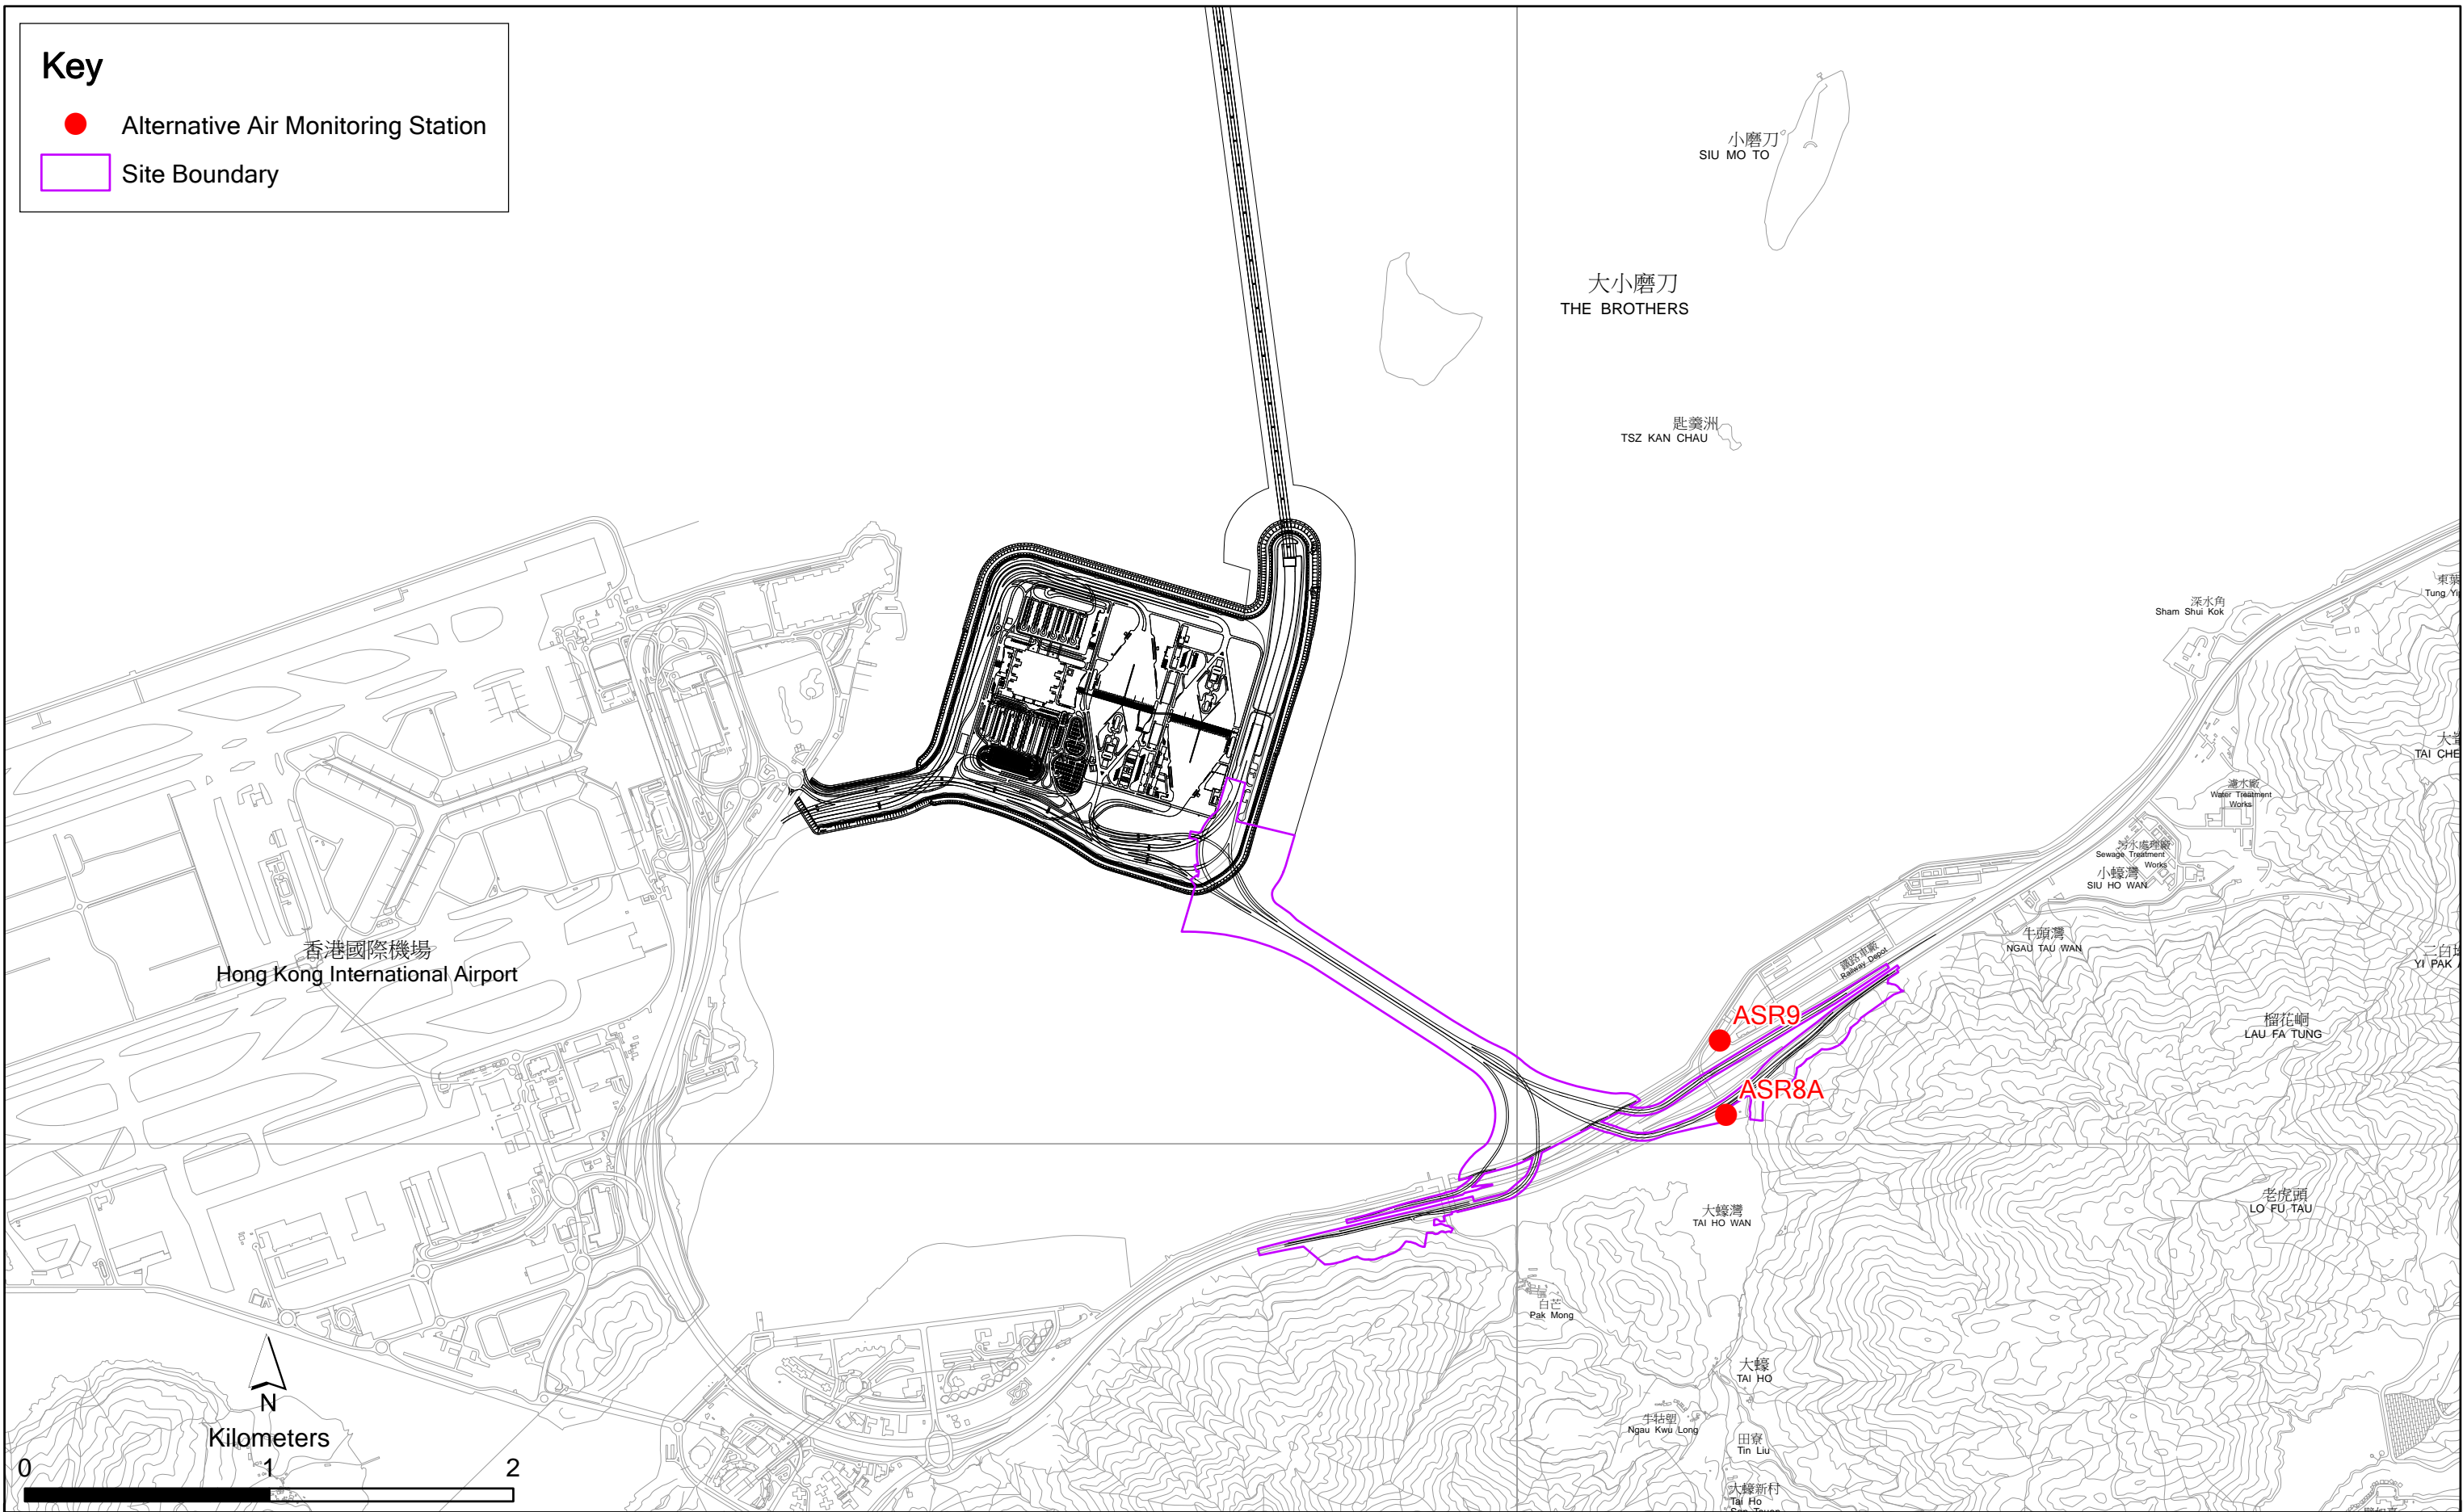 Key
Alternative Air Monitoring Station
Site Boundary
小磨刀
SIU MO TO
大小磨刀
THE BROTHERS
匙羹洲
TSZ KAN CHAU
深水角
Sham Shui Kok
TAI CHE
濾水廠
Water Treatment
Works
污水處理廠
Sewage Treatment
Works
小蠔灣
SIU HO WAN
牛頭灣
NGAU TAU WAN
鐵路車廠
Railway Depot
YI PAK
香港國際機場
Hong Kong International Airport
ASR9
榴花峒
LAU FA TUNG
ASR8A
老虎頭
LO FU TAU
大蠔灣
TAI HO WAN
白芒
Pak Mong
大蠔
TAI HO
牛牯塱
Ngau Kwu Long
田寮
Tin Liu
大蠔新村
Tai Ho
N
Kilometers
0 1 2